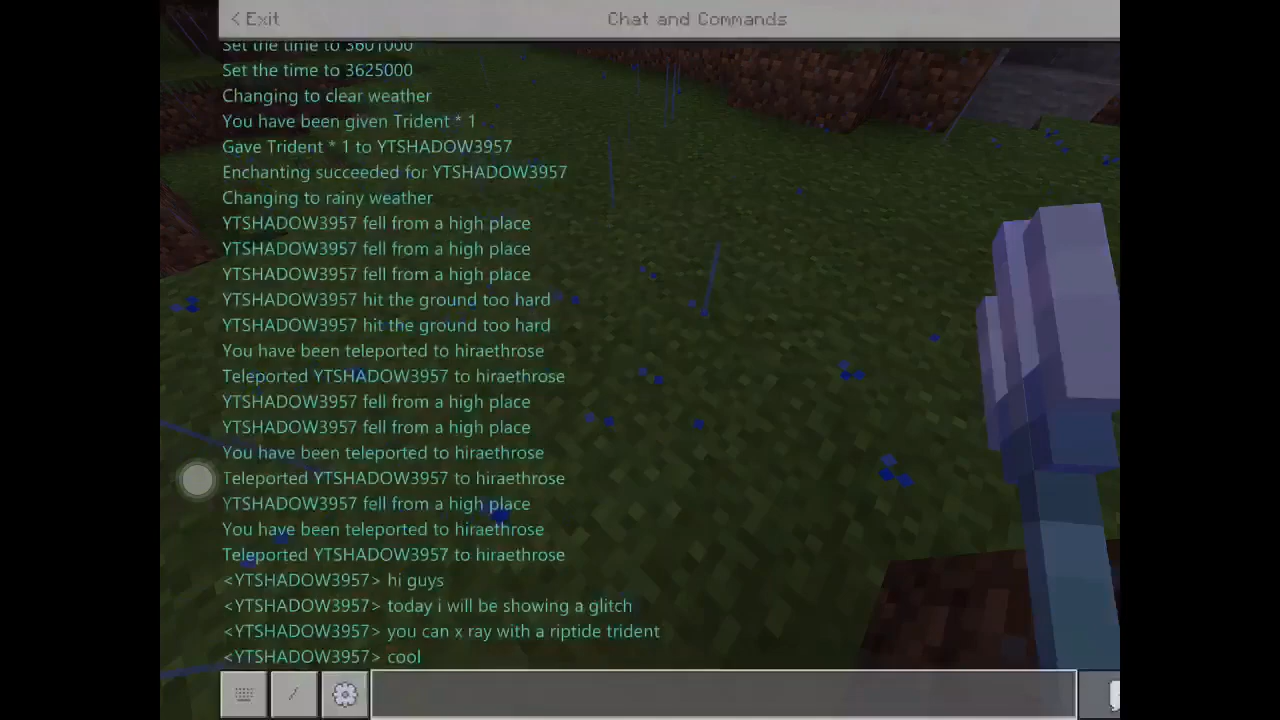 < Exit
Chat and Commands
Set the time to 3601000
Set the time to 3625000
Changing to clear weather
You have been given Trident * 1
Gave Trident * 1 to YTSHADOW3957
Enchanting succeeded for YTSHADOW3957
Changing to rainy weather
YTSHADOW3957 fell from a high place
YTSHADOW3957 fell from a high place
YTSHADOW3957 fell from a high place
YTSHADOW3957 hit the ground too hard
YTSHADOW3957 hit the ground too hard
You have been teleported to hiraethrose
Teleported YTSHADOW3957 to hiraethrose
YTSHADOW3957 fell from a high place
YTSHADOW3957 fell from a high place
You have been teleported to hiraethrose
Teleported YTSHADOW3957 to hiraethrose
YTSHADOW3957 fell from a high place
You have been teleported to hiraethrose
Teleported YTSHADOW3957 to hiraethrose
<YTSHADOW3957> hi guys
<YTSHADOW3957> today i will be showing a glitch
<YTSHADOW3957> you can x ray with a riptide trident
<YTSHADOW3957> cool
/